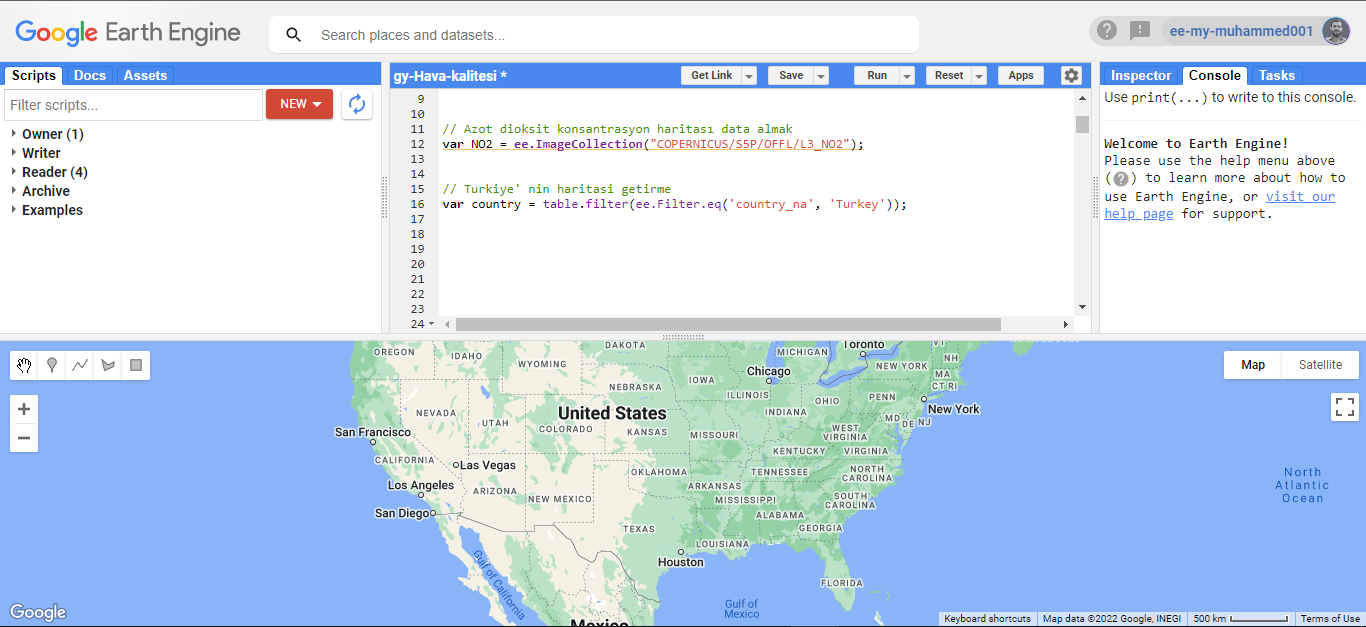 Google Earth Engine
Search places and datasets...
ee-my-muhammed001
Scripts Docs Assets
Filter scripts...
NEW
Owner (1)
Writer
Reader (4)
Archive
Examples
gy-Hava-kalitesi *
Get Link Save Run Reset Apps
9
10
11 // Azot dioksit konsantrasyon haritası data almak
12 var NO2 = ee.ImageCollection("COPERNICUS/S5P/OFFL/L3_NO2");
13
14
15 // Turkiye' nin haritasi getirme
16 var country = table.filter(ee.Filter.eq('country_na', 'Turkey'));
17
18
19
20
21
22
23
24
Inspector Console Tasks
Use print(...) to write to this console.
Welcome to Earth Engine!
Please use the help menu above
(?) to learn more about how to
use Earth Engine, or visit our
help page for support.
Map Satellite
OREGON
IDAHO
WYOMING
DAKOTA
NEBRASKA
IOWA
MICHIGAN
Toronto
VT
NH
NEW YORK
MA
CT RI
Chicago
ILLINOIS
INDIANA
OHIO
PENN
New York
MD
DE
NJ
NEVADA
UTAH
United States
COLORADO
KANSAS
MISSOURI
WEST
VIRGINIA
KENTUCKY
VIRGINIA
San Francisco
CALIFORNIA
Las Vegas
OKLAHOMA
TENNESSEE
NORTH
CAROLINA
Los Angeles
ARIZONA
NEW MEXICO
ARKANSAS
MISSISSIPPI
SOUTH
CAROLINA
San Diego
TEXAS
ALABAMA
GEORGIA
LOUISIANA
Houston
FLORIDA
Gulf of California
Gulf of
Mexico
Mexico
North
Atlantic
Ocean
Google
Keyboard shortcuts Map data ©2022 Google, INEGI 500 km Terms of Use